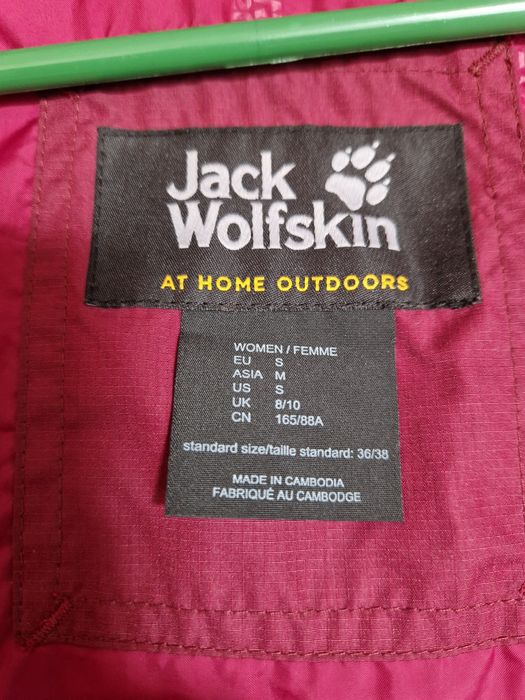 Jack
Wolfskin
AT HOME OUTDOORS
WOMEN / FEMME
EU S
ASIA M
US S
UK 8/10
CN 165/88A
standard size/taille standard: 36/38
MADE IN CAMBODIA
FABRIQUÉ AU CAMBODGE